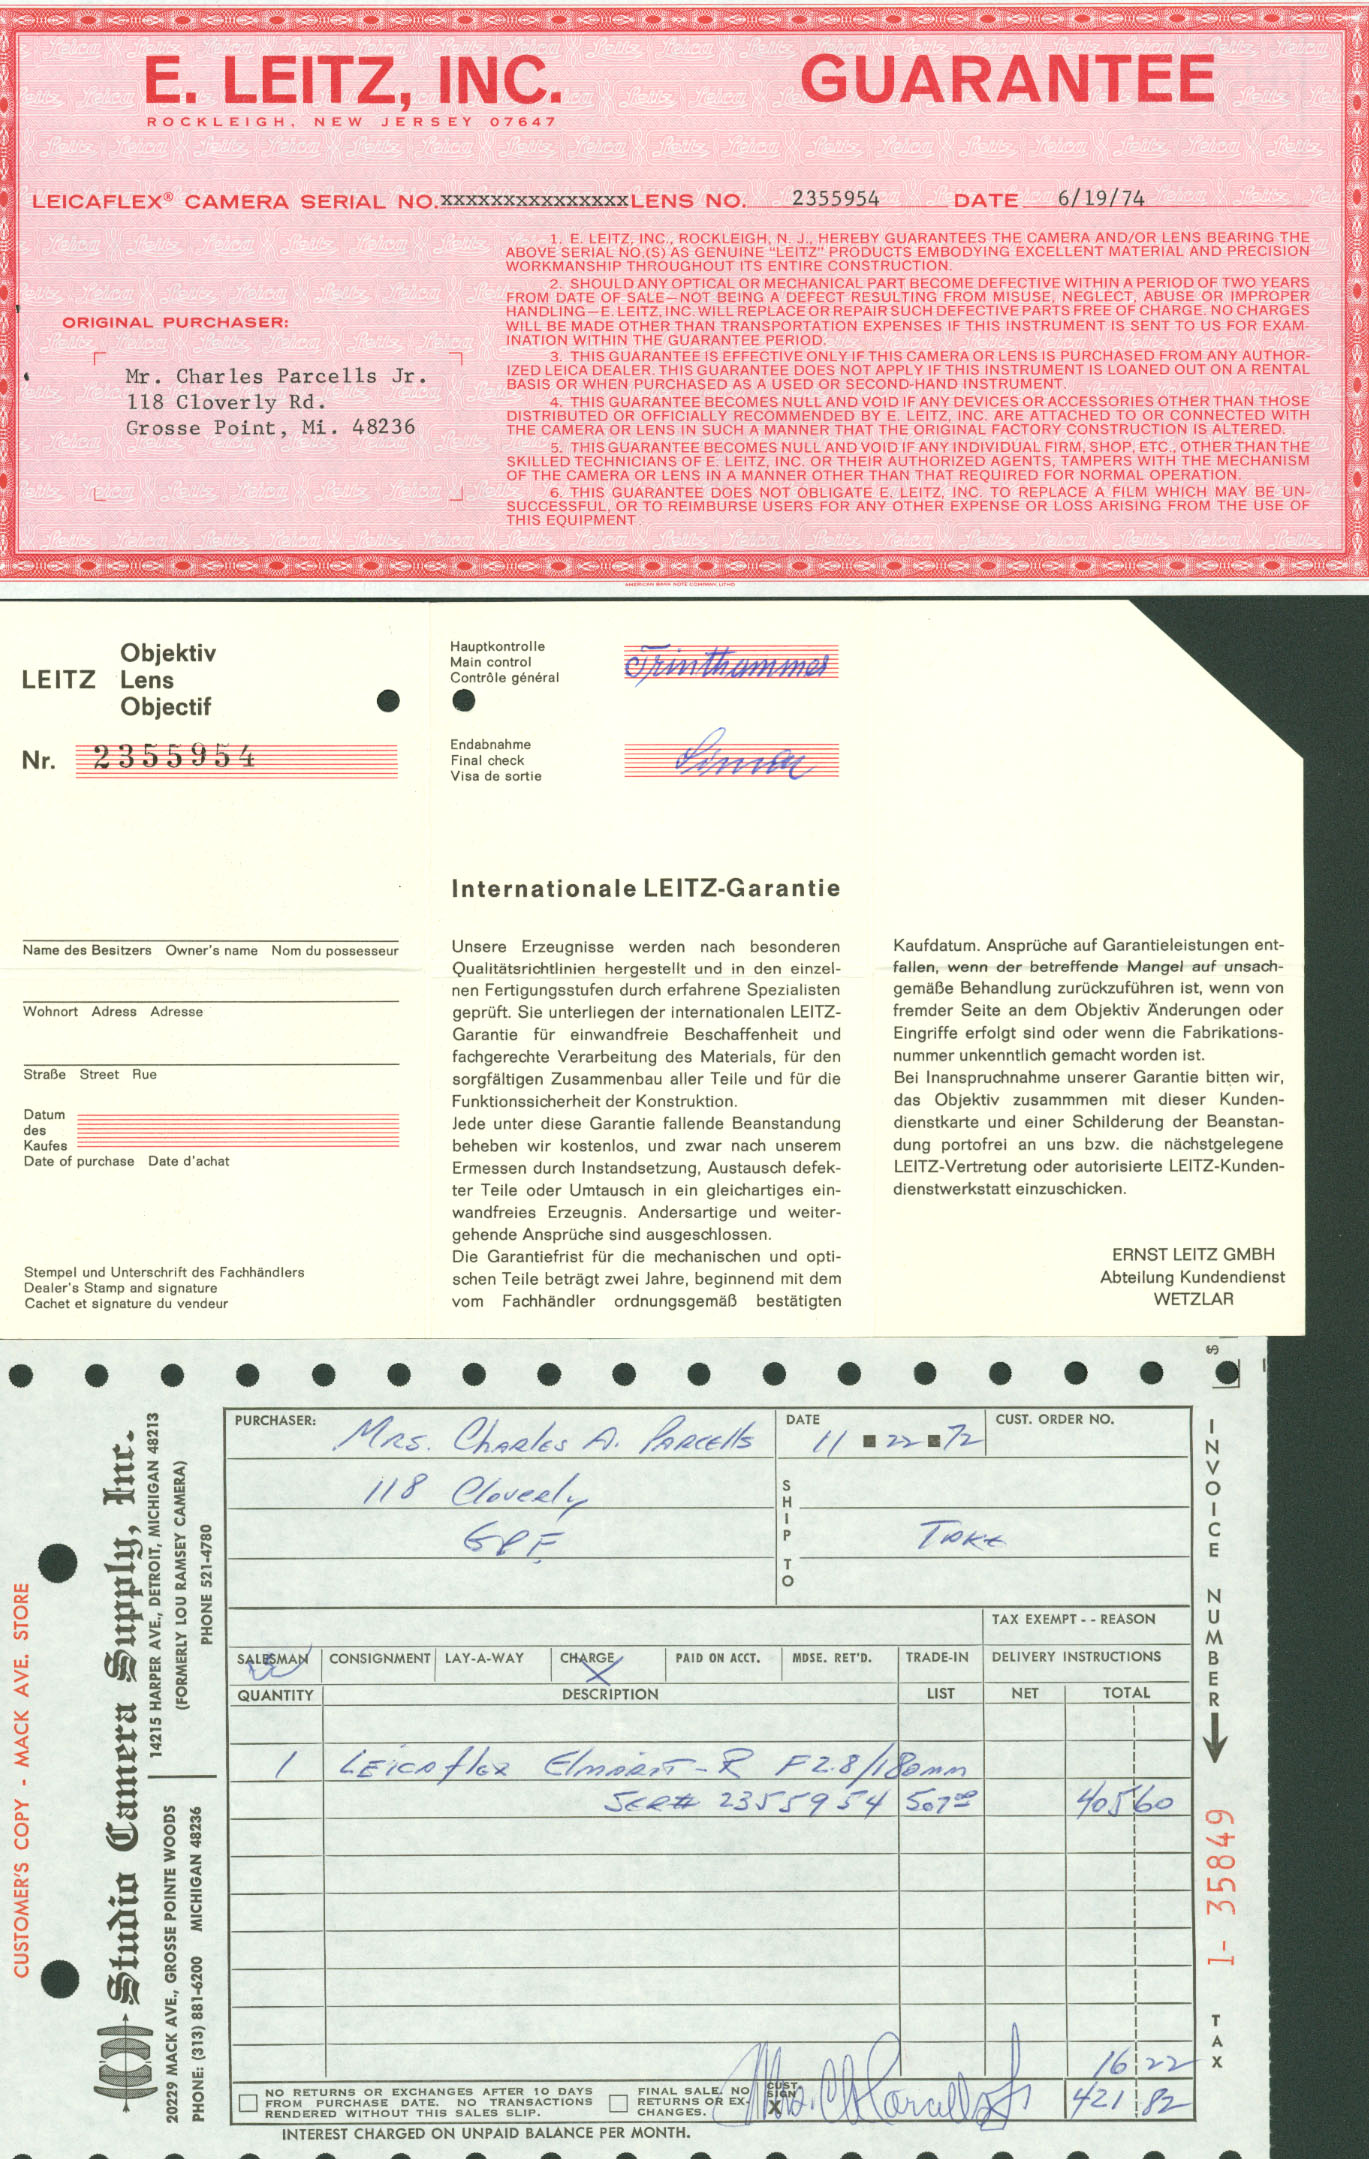 E. LEITZ, INC. GUARANTEE
ROCKLEIGH, NEW JERSEY 07647
LEICAFLEX® CAMERA SERIAL NO. xxxxxxxxxxxxxxx LENS NO. 2355954 DATE 6/19/74
ORIGINAL PURCHASER:
Mr. Charles Parcells Jr.
118 Cloverly Rd.
Grosse Point, Mi. 48236
1. E. LEITZ, INC., ROCKLEIGH, N. J., HEREBY GUARANTEES THE CAMERA AND/OR LENS BEARING THE
ABOVE SERIAL NO.(S) AS GENUINE "LEITZ" PRODUCTS EMBODYING EXCELLENT MATERIAL AND PRECISION
WORKMANSHIP THROUGHOUT ITS ENTIRE CONSTRUCTION.
2. SHOULD ANY OPTICAL OR MECHANICAL PART BECOME DEFECTIVE WITHIN A PERIOD OF TWO YEARS
FROM DATE OF SALE—NOT BEING A DEFECT RESULTING FROM MISUSE, NEGLECT, ABUSE OR IMPROPER
HANDLING—E. LEITZ, INC. WILL REPLACE OR REPAIR SUCH DEFECTIVE PARTS FREE OF CHARGE. NO CHARGES
WILL BE MADE OTHER THAN TRANSPORTATION EXPENSES IF THIS INSTRUMENT IS SENT TO US FOR EXAM-
INATION WITHIN THE GUARANTEE PERIOD.
3. THIS GUARANTEE IS EFFECTIVE ONLY IF THIS CAMERA OR LENS IS PURCHASED FROM ANY AUTHOR-
IZED LEICA DEALER. THIS GUARANTEE DOES NOT APPLY IF THIS INSTRUMENT IS LOANED OUT ON A RENTAL
BASIS OR WHEN PURCHASED AS A USED OR SECOND-HAND INSTRUMENT.
4. THIS GUARANTEE BECOMES NULL AND VOID IF ANY DEVICES OR ACCESSORIES OTHER THAN THOSE
DISTRIBUTED OR OFFICIALLY RECOMMENDED BY E. LEITZ, INC. ARE ATTACHED TO OR CONNECTED WITH
THE CAMERA OR LENS IN SUCH A MANNER THAT THE ORIGINAL FACTORY CONSTRUCTION IS ALTERED.
5. THIS GUARANTEE BECOMES NULL AND VOID IF ANY INDIVIDUAL FIRM, SHOP, ETC., OTHER THAN THE
SKILLED TECHNICIANS OF E. LEITZ, INC. OR THEIR AUTHORIZED AGENTS, TAMPERS WITH THE MECHANISM
OF THE CAMERA OR LENS IN A MANNER OTHER THAN THAT REQUIRED FOR NORMAL OPERATION.
6. THIS GUARANTEE DOES NOT OBLIGATE E. LEITZ, INC. TO REPLACE A FILM WHICH MAY BE UN-
SUCCESSFUL, OR TO REIMBURSE USERS FOR ANY OTHER EXPENSE OR LOSS ARISING FROM THE USE OF
THIS EQUIPMENT
AMERICAN BANK NOTE COMPANY, LITHO
Objektiv
LEITZ Lens
Objectif
Nr. 2355954
Name des Besitzers Owner's name Nom du possesseur
Wohnort Adress Adresse
Straße Street Rue
Datum
des
Kaufes
Date of purchase Date d'achat
Stempel und Unterschrift des Fachhändlers
Dealer's Stamp and signature
Cachet et signature du vendeur
Hauptkontrolle
Main control
Contrôle général
Endabnahme
Final check
Visa de sortie
Internationale LEITZ-Garantie
Unsere Erzeugnisse werden nach besonderen
Qualitätsrichtlinien hergestellt und in den einzel-
nen Fertigungsstufen durch erfahrene Spezialisten
geprüft. Sie unterliegen der internationalen LEITZ-
Garantie für einwandfreie Beschaffenheit und
fachgerechte Verarbeitung des Materials, für den
sorgfältigen Zusammenbau aller Teile und für die
Funktionssicherheit der Konstruktion.
Jede unter diese Garantie fallende Beanstandung
beheben wir kostenlos, und zwar nach unserem
Ermessen durch Instandsetzung, Austausch defek-
ter Teile oder Umtausch in ein gleichartiges ein-
wandfreies Erzeugnis. Andersartige und weiter-
gehende Ansprüche sind ausgeschlossen.
Die Garantiefrist für die mechanischen und opti-
schen Teile beträgt zwei Jahre, beginnend mit dem
vom Fachhändler ordnungsgemäß bestätigten
Kaufdatum. Ansprüche auf Garantieleistungen ent-
fallen, wenn der betreffende Mangel auf unsach-
gemäße Behandlung zurückzuführen ist, wenn von
fremder Seite an dem Objektiv Änderungen oder
Eingriffe erfolgt sind oder wenn die Fabrikations-
nummer unkenntlich gemacht worden ist.
Bei Inanspruchnahme unserer Garantie bitten wir,
das Objektiv zusammmen mit dieser Kunden-
dienstkarte und einer Schilderung der Beanstan-
dung portofrei an uns bzw. die nächstgelegene
LEITZ-Vertretung oder autorisierte LEITZ-Kunden-
dienstwerkstatt einzuschicken.
ERNST LEITZ GMBH
Abteilung Kundendienst
WETZLAR
CUSTOMER'S COPY - MACK AVE. STORE
Studio Camera Supply, Inc.
14215 HARPER AVE., DETROIT, MICHIGAN 48213
(FORMERLY LOU RAMSEY CAMERA)
PHONE 521-4780
20229 MACK AVE., GROSSE POINTE WOODS
PHONE: (313) 881-6200 MICHIGAN 48236
PURCHASER: Mrs. Charles A. Parcells
118 Cloverly
GPF
DATE 11 22 72
CUST. ORDER NO.
SHIP TO Take
TAX EXEMPT - - REASON
SALESMAN CONSIGNMENT LAY-A-WAY CHARGE X PAID ON ACCT. MDSE. RET'D. TRADE-IN DELIVERY INSTRUCTIONS
QUANTITY DESCRIPTION LIST NET TOTAL
1 Leicaflex Elmarit-R F2.8/180mm
Ser# 2355954 507.00 405 60
16 22
421 82
NO RETURNS OR EXCHANGES AFTER 10 DAYS
FROM PURCHASE DATE. NO TRANSACTIONS
RENDERED WITHOUT THIS SALES SLIP.
FINAL SALE. NO
RETURNS OR EX-
CHANGES.
CUST.
SIGN
X Mrs. Ch Parcells Jr
INTEREST CHARGED ON UNPAID BALANCE PER MONTH.
INVOICE NUMBER
1- 35849
TAX